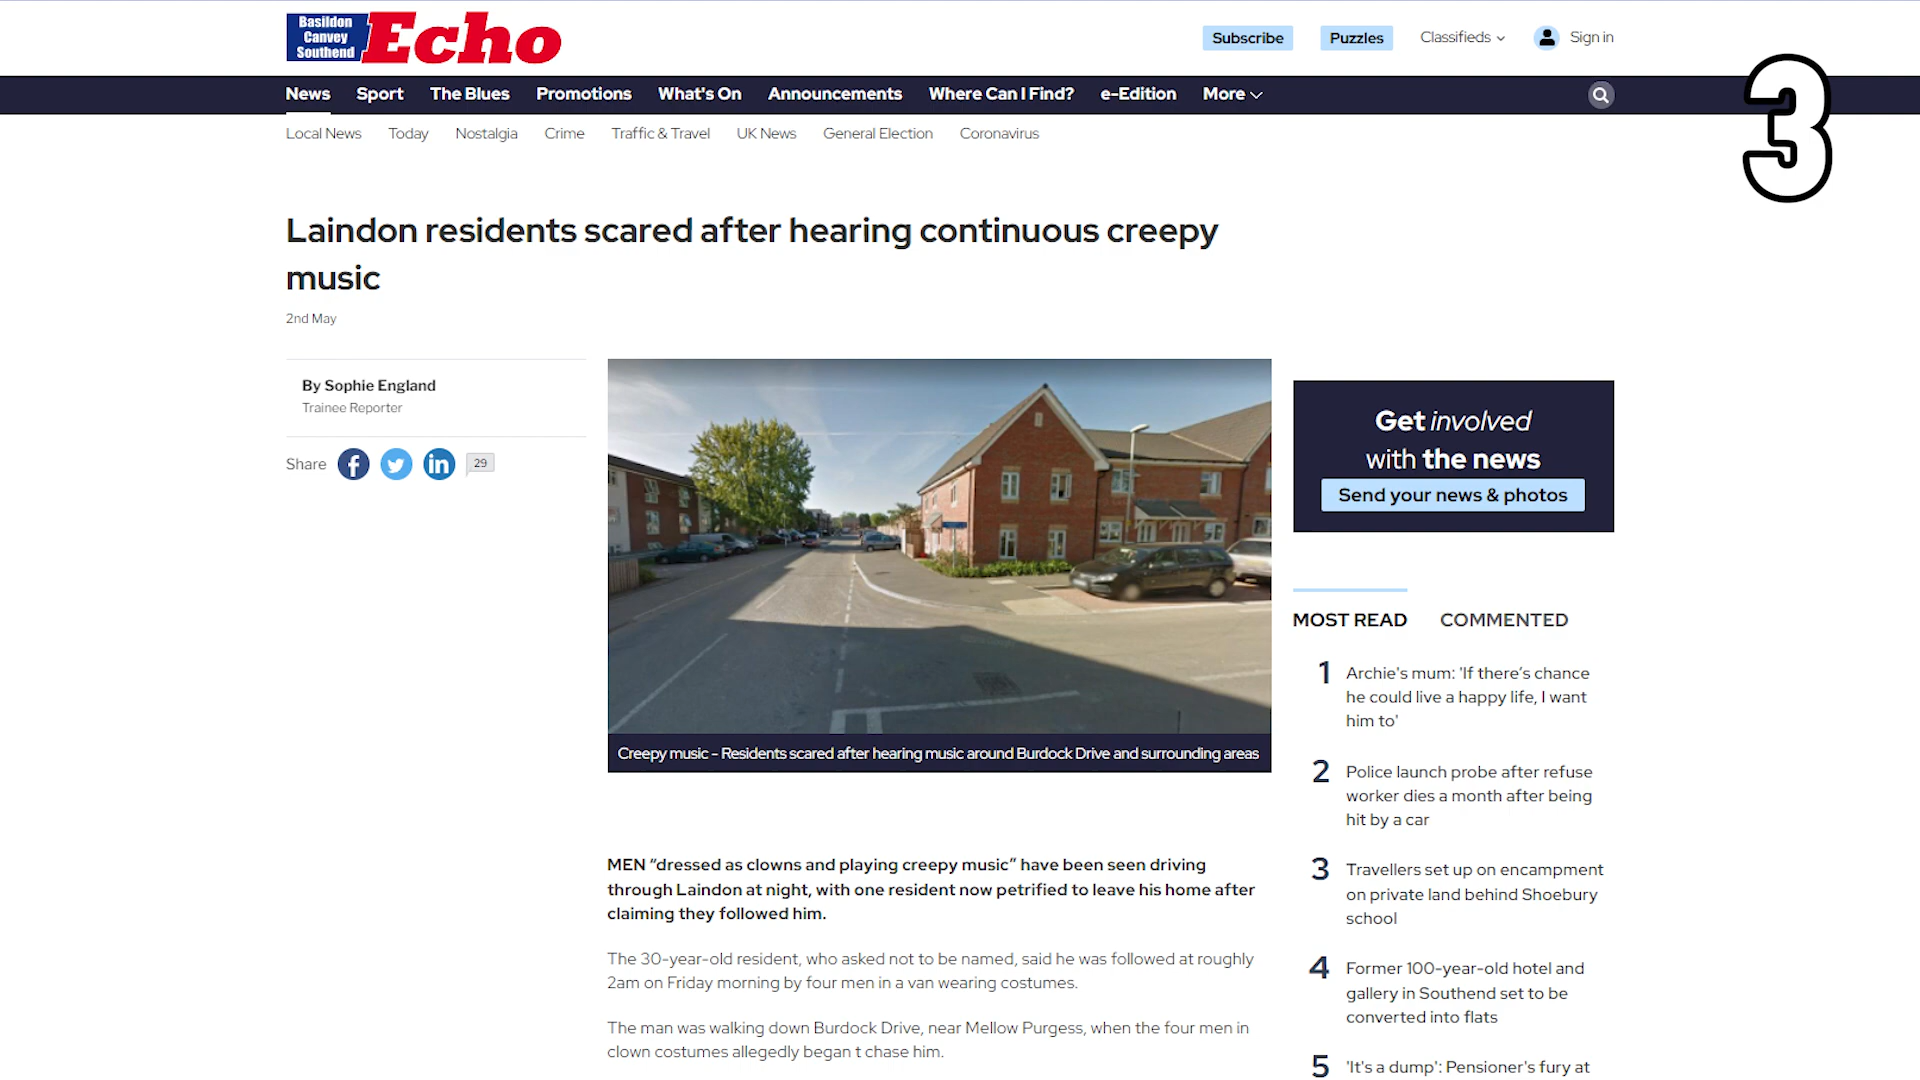 Basildon
Canvey
Southend
Echo
Subscribe
Puzzles
Classifieds
Sign in
3
News
Sport
The Blues
Promotions
What's On
Announcements
Where Can I Find?
e-Edition
More
Local News
Today
Nostalgia
Crime
Traffic & Travel
UK News
General Election
Coronavirus
Laindon residents scared after hearing continuous creepy
music
2nd May
By Sophie England
Trainee Reporter
Share
29
Creepy music - Residents scared after hearing music around Burdock Drive and surrounding areas
MEN “dressed as clowns and playing creepy music” have been seen driving
through Laindon at night, with one resident now petrified to leave his home after
claiming they followed him.
The 30-year-old resident, who asked not to be named, said he was followed at roughly
2am on Friday morning by four men in a van wearing costumes.
The man was walking down Burdock Drive, near Mellow Purgess, when the four men in
clown costumes allegedly began t chase him.
Get involved
with the news
Send your news & photos
MOST READ
COMMENTED
1
Archie's mum: 'If there’s chance
he could live a happy life, I want
him to'
2
Police launch probe after refuse
worker dies a month after being
hit by a car
3
Travellers set up on encampment
on private land behind Shoebury
school
4
Former 100-year-old hotel and
gallery in Southend set to be
converted into flats
5
'It's a dump': Pensioner's fury at